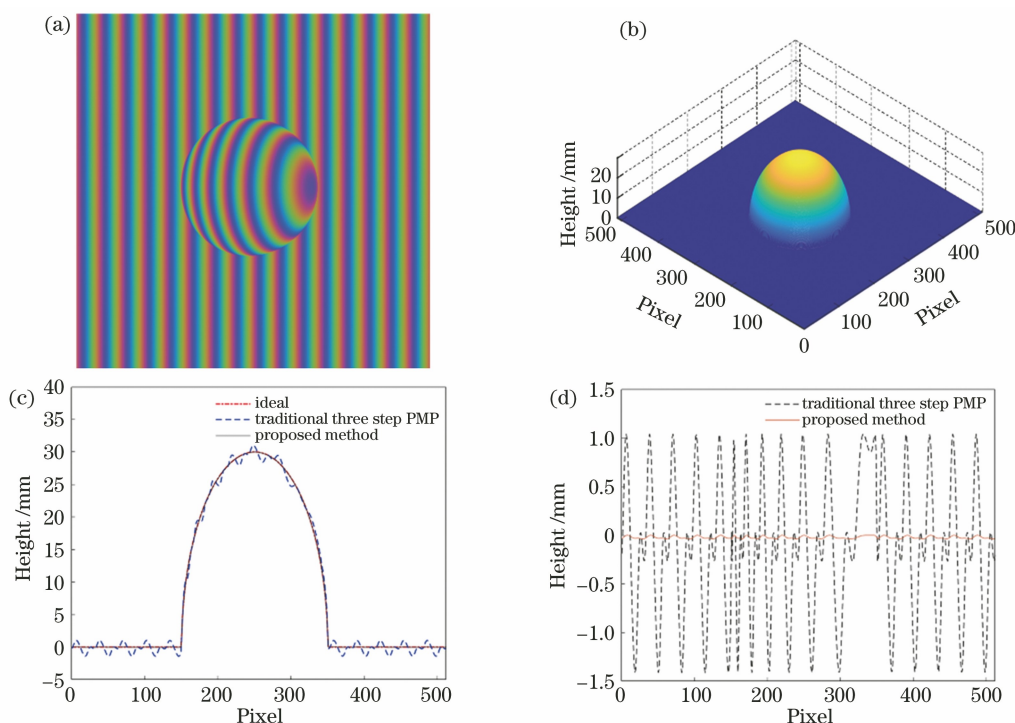 (a)
(b)
Height /mm
20
10
0
500
400
300
200
100
0
Pixel
500
400
300
200
100
Pixel
(c)
40
35
30
25
20
15
10
5
0
−5
Height /mm
ideal
traditional three step PMP
proposed method
0
100
200
300
400
500
Pixel
(d)
1.5
1.0
0.5
0
−0.5
−1.0
−1.5
Height /mm
traditional three step PMP
proposed method
0
100
200
300
400
500
Pixel